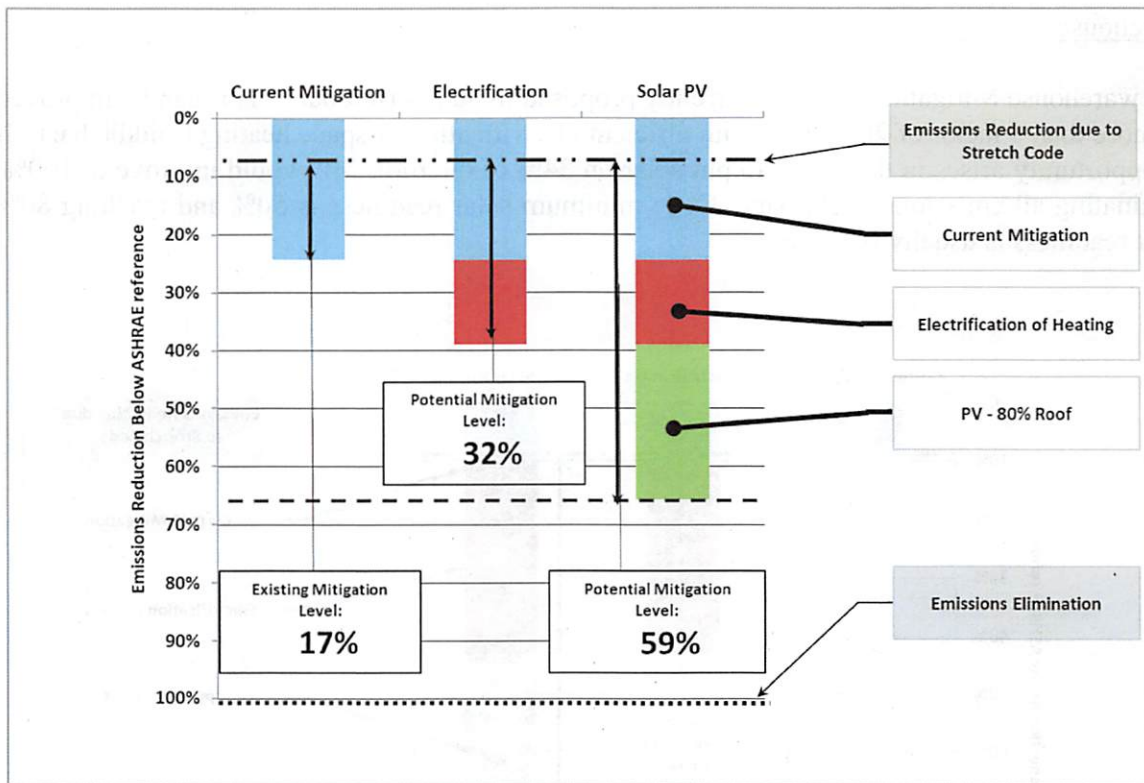 Current Mitigation
Electrification
Solar PV
Emissions Reduction Below ASHRAE reference
0%
10%
20%
30%
40%
50%
60%
70%
80%
90%
100%
Potential Mitigation
Level:
32%
Existing Mitigation
Level:
17%
Potential Mitigation
Level:
59%
Emissions Reduction due to
Stretch Code
Current Mitigation
Electrification of Heating
PV - 80% Roof
Emissions Elimination